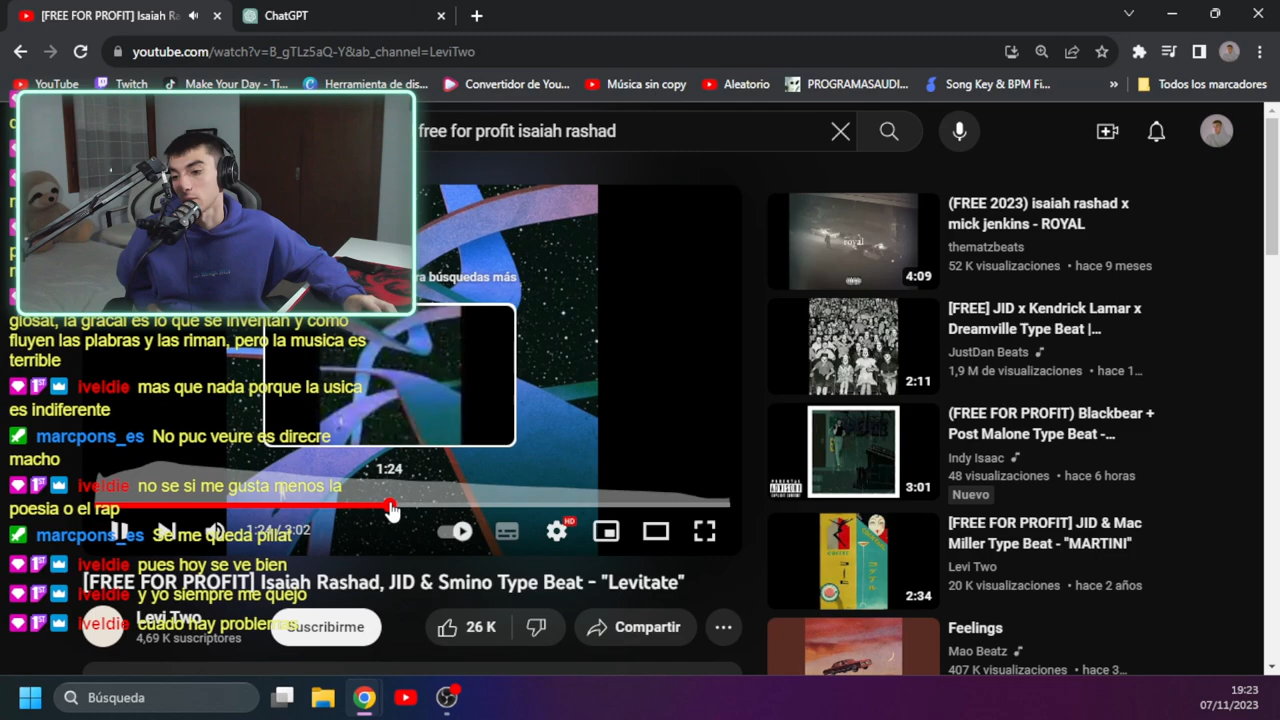 [FREE FOR PROFIT] Isaiah Ra
ChatGPT
youtube.com/watch?v=B_gTLz5aQ-Y&ab_channel=LeviTwo
YouTube
Twitch
Make Your Day - Ti...
Herramienta de dis...
Convertidor de You...
Música sin copy
Aleatorio
PROGRAMASAUDI...
Song Key & BPM Fi...
»
Todos los marcadores
free for profit isaiah rashad
ra búsquedas más
glosat, la gracai es lo que se inventan y como
fluyen las plabras y las riman, pero la musica es
terrible
iveldie mas que nada porque la usica
es indiferente
marcpons_es No puc veure es direcre
macho
iveldie no se si me gusta menos la
poesia o el rap
marcpons_es Se me queda pillat
iveldie pues hoy se ve bien
iveldie y yo siempre me quejo
iveldie cuado hay problemas
1:24
1:24 / 3:02
HD
[FREE FOR PROFIT] Isaiah Rashad, JID & Smino Type Beat - "Levitate"
Levi Two
4,69 K suscriptores
Suscribirme
26 K
Compartir
royal
4:09
(FREE 2023) isaiah rashad x
mick jenkins - ROYAL
thematzbeats
52 K visualizaciones • hace 9 meses
2:11
[FREE] JID x Kendrick Lamar x
Dreamville Type Beat |...
JustDan Beats
1,9 M de visualizaciones • hace 1...
3:01
(FREE FOR PROFIT) Blackbear +
Post Malone Type Beat -...
Indy Isaac
48 visualizaciones • hace 6 horas
Nuevo
2:34
[FREE FOR PROFIT] JID & Mac
Miller Type Beat - "MARTINI"
Levi Two
20 K visualizaciones • hace 2 años
Feelings
Mao Beatz
407 K visualizaciones • hace 3...
Búsqueda
19:23
07/11/2023